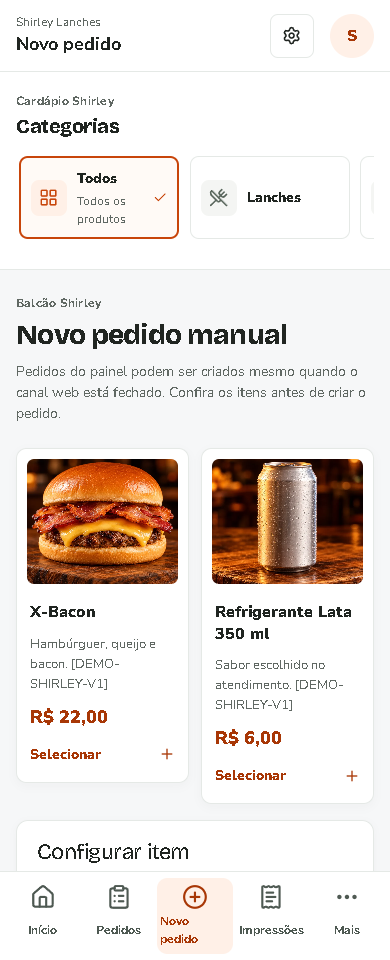 Shirley Lanches
Novo pedido
S
Cardápio Shirley
Categorias
Todos
Todos os
produtos
Lanches
Balcão Shirley
Novo pedido manual
Pedidos do painel podem ser criados mesmo quando o
canal web está fechado. Confira os itens antes de criar o
pedido.
X-Bacon
Hambúrguer, queijo e
bacon. [DEMO-
SHIRLEY-V1]
R$ 22,00
Selecionar
Refrigerante Lata
350 ml
Sabor escolhido no
atendimento. [DEMO-
SHIRLEY-V1]
R$ 6,00
Selecionar
Configurar item
Início
Pedidos
Novo
pedido
Impressões
Mais